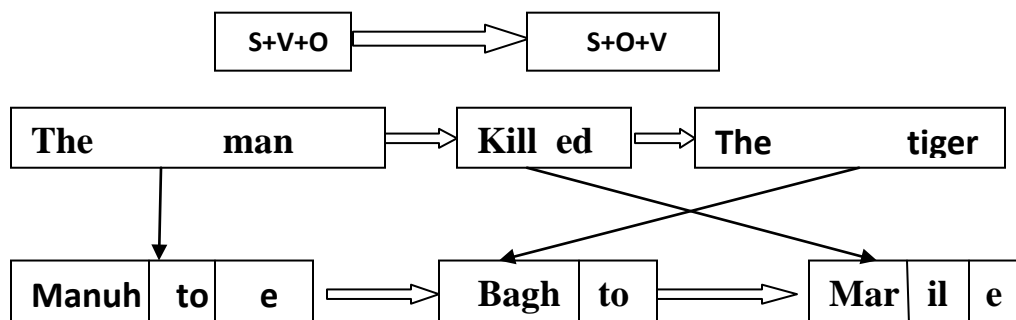 S+V+O S+O+V
The man Kill ed The tiger
Manuh to e Bagh to Mar il e